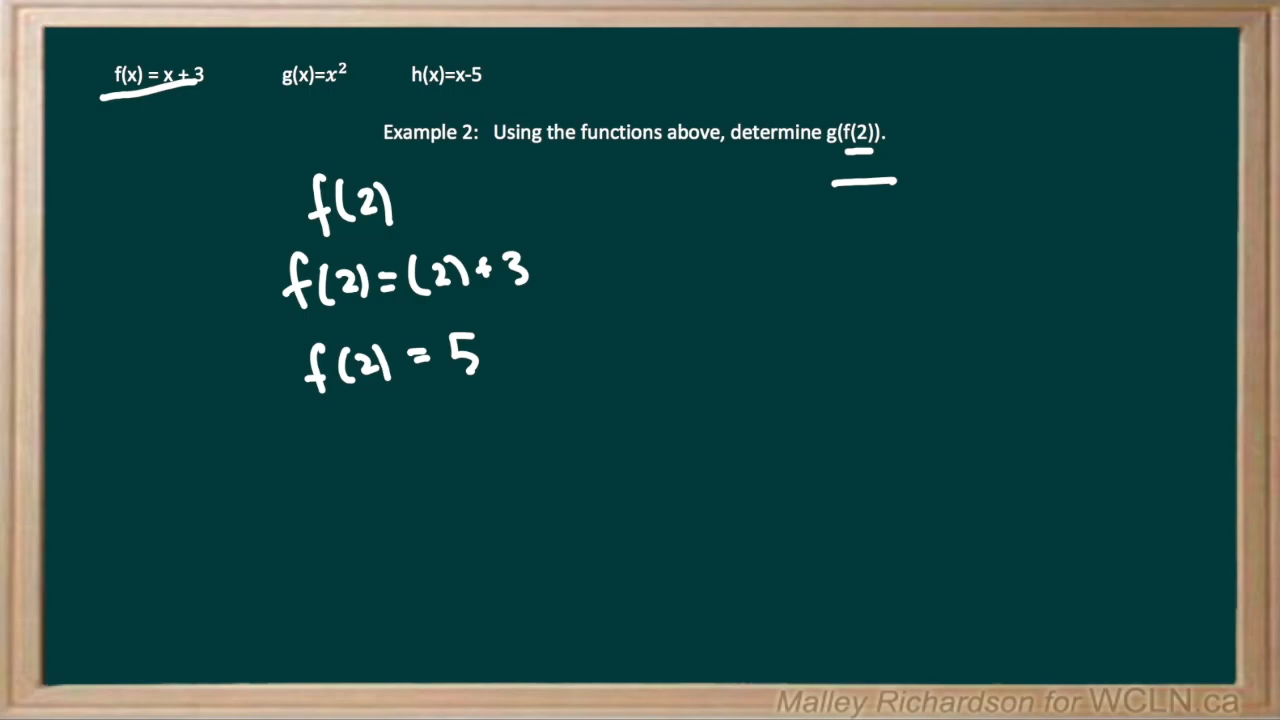 f(x) = x + 3 g(x)=x² h(x)=x-5
Example 2: Using the functions above, determine g(f(2)).
f(2)
f(2) = (2) + 3
f(2) = 5
Malley Richardson for WCLN.ca